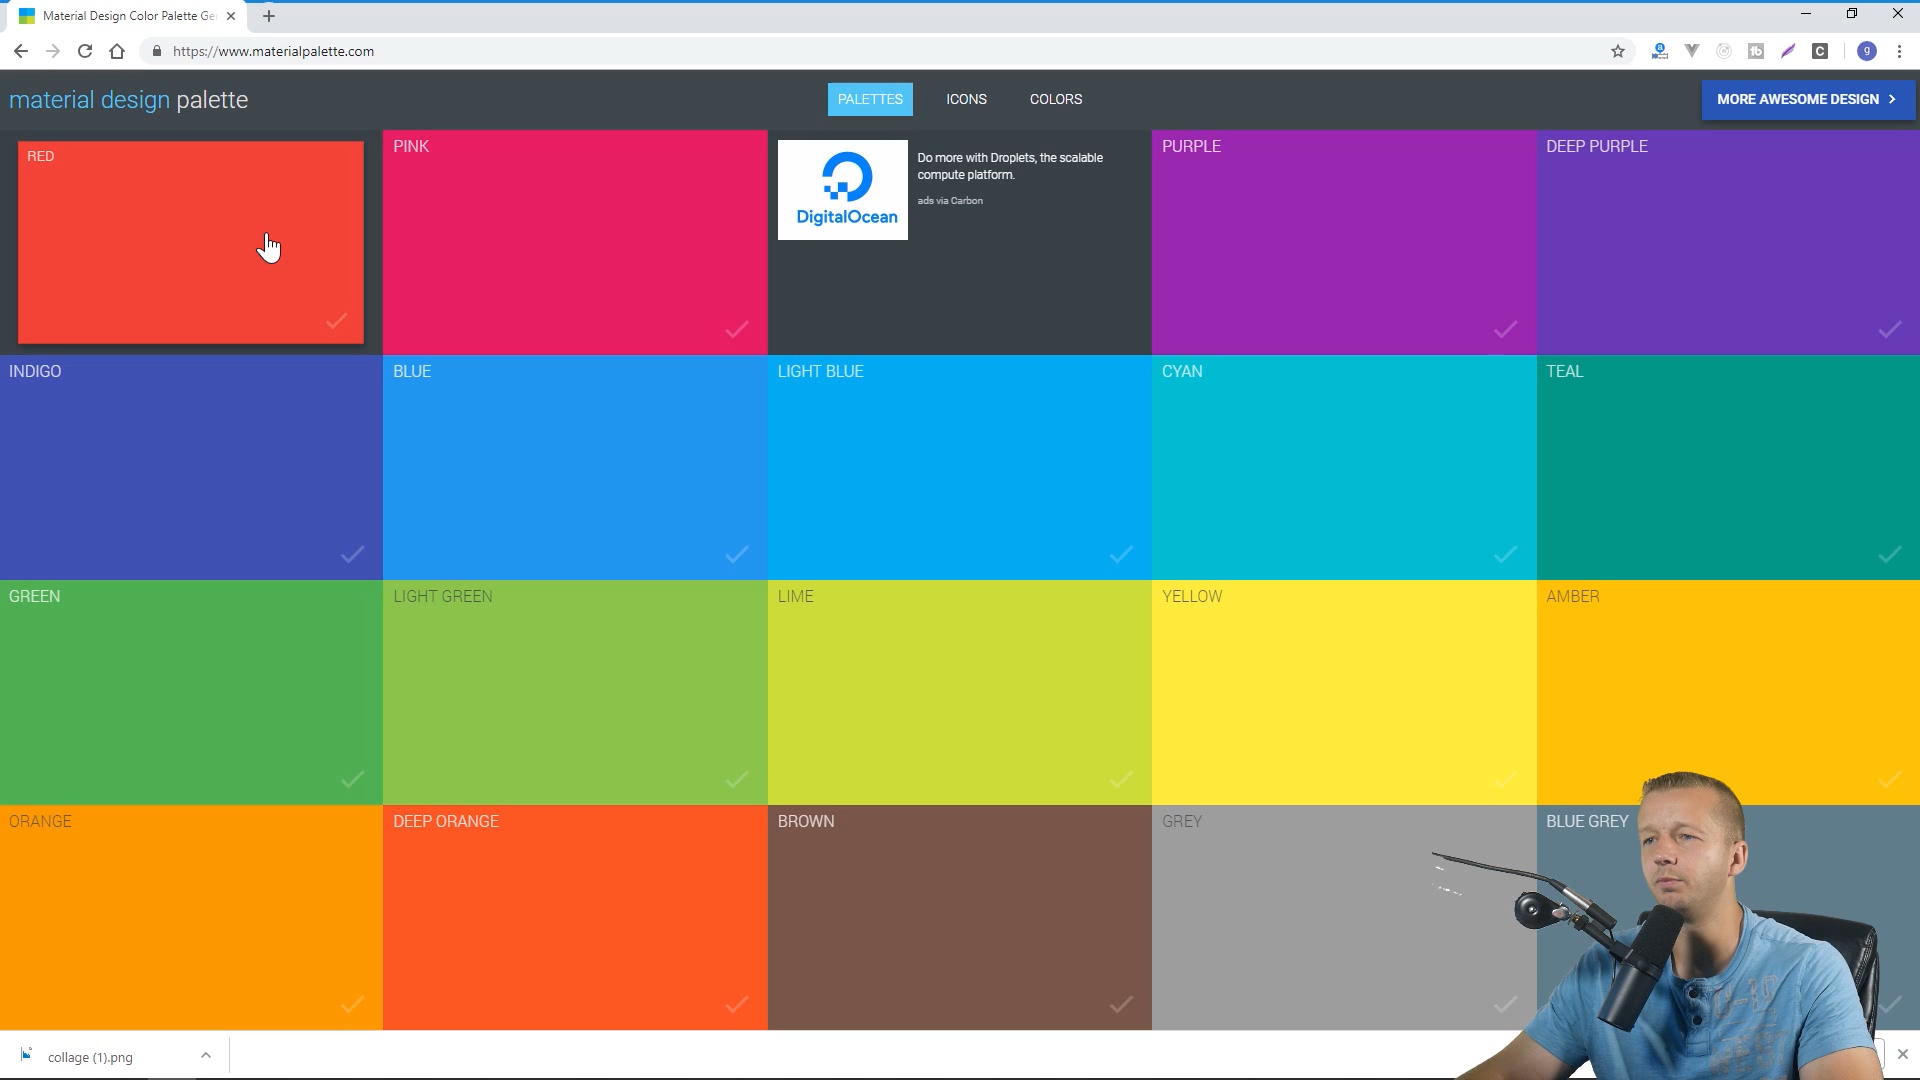 Material Design Color Palette Ge
https://www.materialpalette.com
g
material design palette
PALETTES
ICONS
COLORS
MORE AWESOME DESIGN
RED
PINK
DigitalOcean
Do more with Droplets, the scalable
compute platform.
ads via Carbon
PURPLE
DEEP PURPLE
INDIGO
BLUE
LIGHT BLUE
CYAN
TEAL
GREEN
LIGHT GREEN
LIME
YELLOW
AMBER
ORANGE
DEEP ORANGE
BROWN
GREY
BLUE GREY
collage (1).png